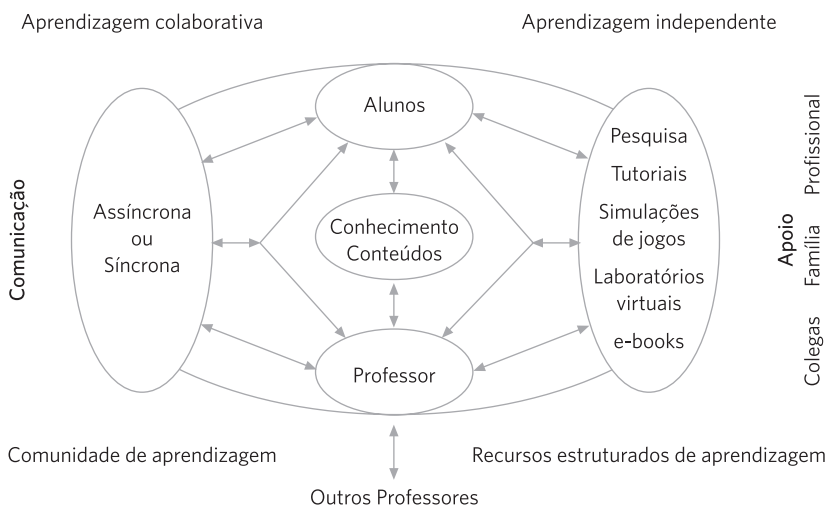 Aprendizagem colaborativa
Aprendizagem independente
Comunicação
Assíncrona
ou
Síncrona
Alunos
Conhecimento
Conteúdos
Professor
Pesquisa
Tutoriais
Simulações
de jogos
Laboratórios
virtuais
e-books
Apoio
Profissional
Família
Colegas
Comunidade de aprendizagem
Recursos estruturados de aprendizagem
Outros Professores